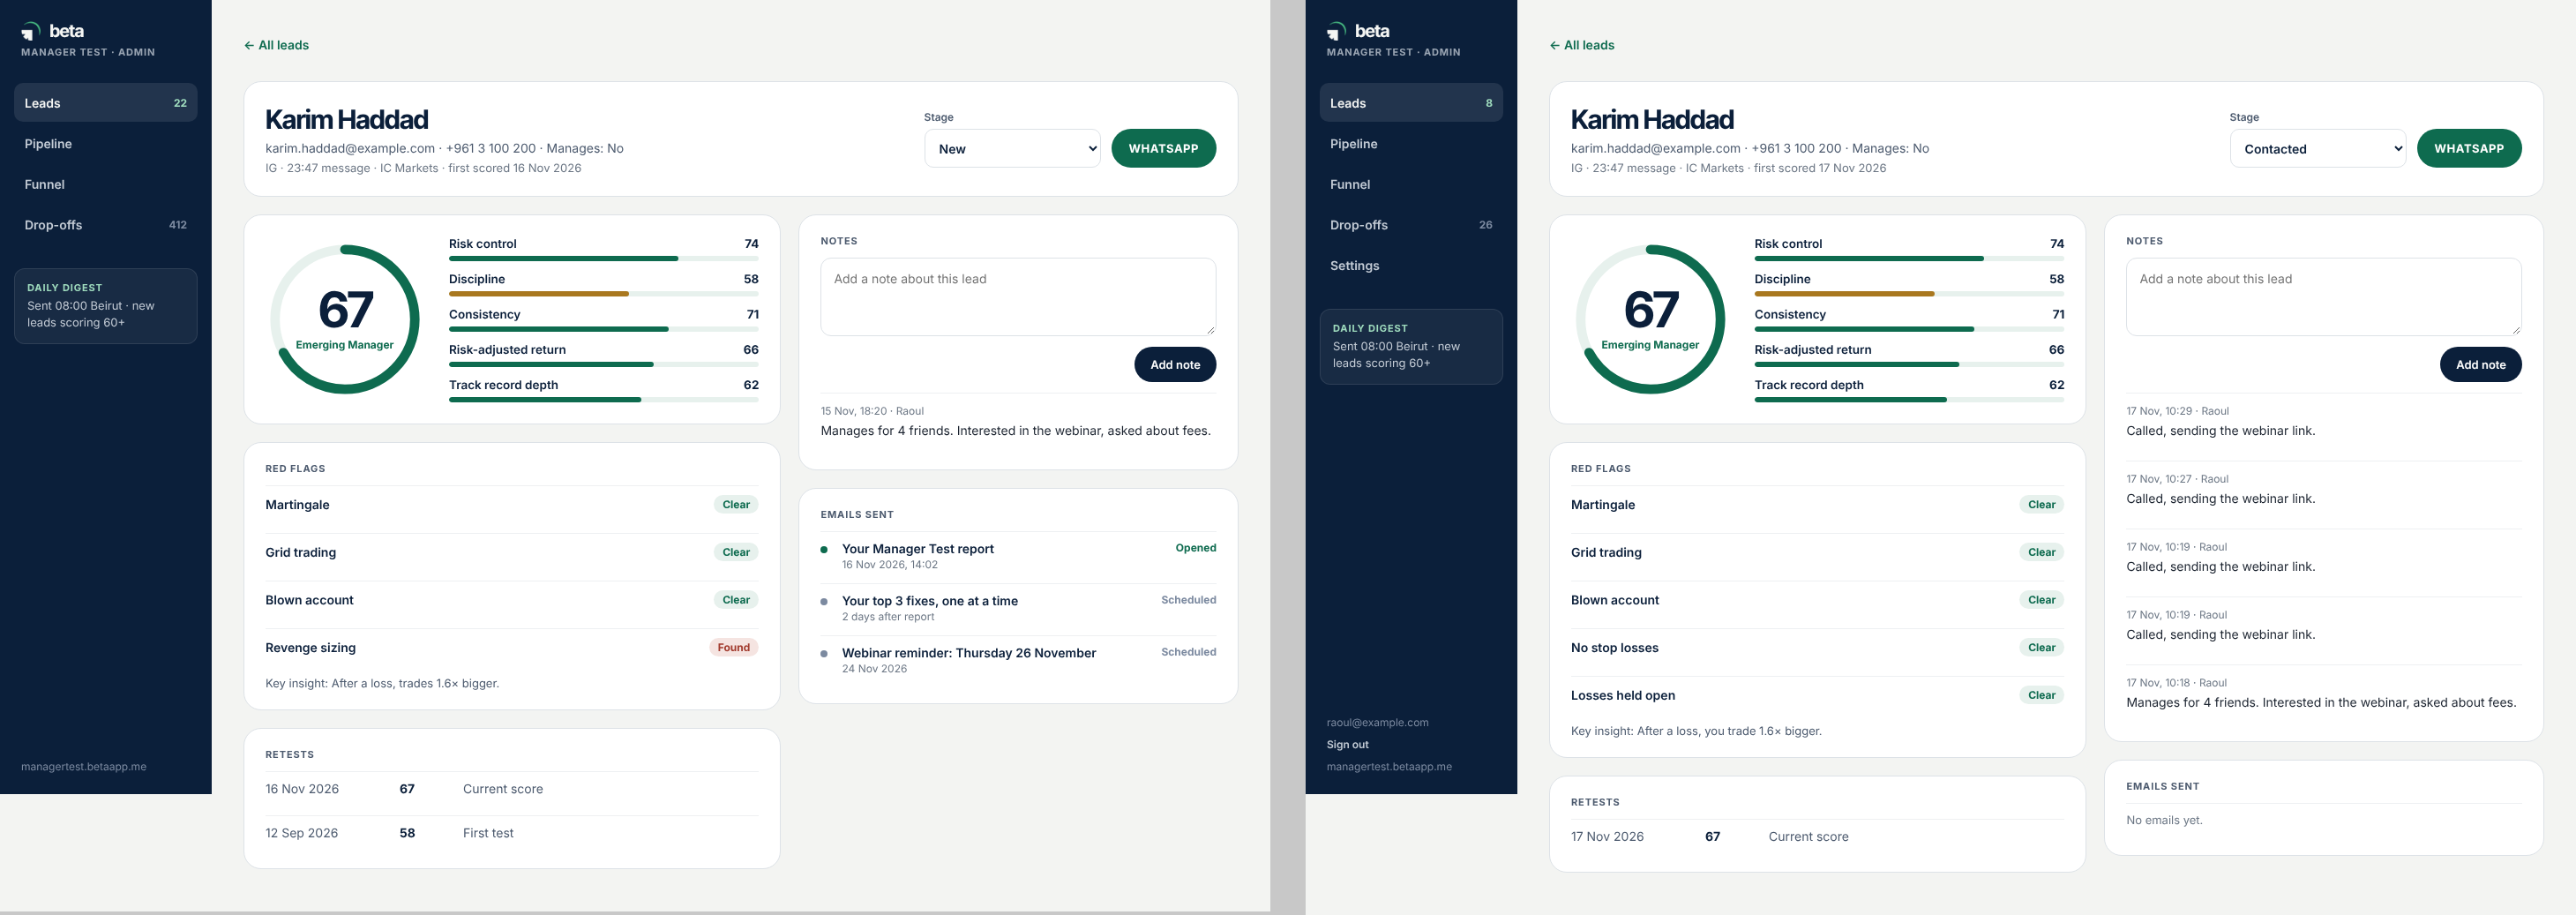 beta
MANAGER TEST · ADMIN
Leads 22
Pipeline
Funnel
Drop-offs 412
DAILY DIGEST
Sent 08:00 Beirut · new
leads scoring 60+
managertest.betaapp.me
← All leads
Karim Haddad
karim.haddad@example.com · +961 3 100 200 · Manages: No
IG · 23:47 message · IC Markets · first scored 16 Nov 2026
Stage
New
WHATSAPP
67
Emerging Manager
Risk control 74
Discipline 58
Consistency 71
Risk-adjusted return 66
Track record depth 62
RED FLAGS
Martingale Clear
Grid trading Clear
Blown account Clear
Revenge sizing Found
Key insight: After a loss, trades 1.6× bigger.
RETESTS
16 Nov 2026 67 Current score
12 Sep 2026 58 First test
NOTES
Add a note about this lead
Add note
15 Nov, 18:20 · Raoul
Manages for 4 friends. Interested in the webinar, asked about fees.
EMAILS SENT
Your Manager Test report Opened
16 Nov 2026, 14:02
Your top 3 fixes, one at a time Scheduled
2 days after report
Webinar reminder: Thursday 26 November Scheduled
24 Nov 2026
beta
MANAGER TEST · ADMIN
Leads 8
Pipeline
Funnel
Drop-offs 26
Settings
DAILY DIGEST
Sent 08:00 Beirut · new
leads scoring 60+
raoul@example.com
Sign out
managertest.betaapp.me
← All leads
Karim Haddad
karim.haddad@example.com · +961 3 100 200 · Manages: No
IG · 23:47 message · IC Markets · first scored 17 Nov 2026
Stage
Contacted
WHATSAPP
67
Emerging Manager
Risk control 74
Discipline 58
Consistency 71
Risk-adjusted return 66
Track record depth 62
RED FLAGS
Martingale Clear
Grid trading Clear
Blown account Clear
No stop losses Clear
Losses held open Clear
Key insight: After a loss, you trade 1.6× bigger.
RETESTS
17 Nov 2026 67 Current score
NOTES
Add a note about this lead
Add note
17 Nov, 10:29 · Raoul
Called, sending the webinar link.
17 Nov, 10:27 · Raoul
Called, sending the webinar link.
17 Nov, 10:19 · Raoul
Called, sending the webinar link.
17 Nov, 10:19 · Raoul
Called, sending the webinar link.
17 Nov, 10:18 · Raoul
Manages for 4 friends. Interested in the webinar, asked about fees.
EMAILS SENT
No emails yet.